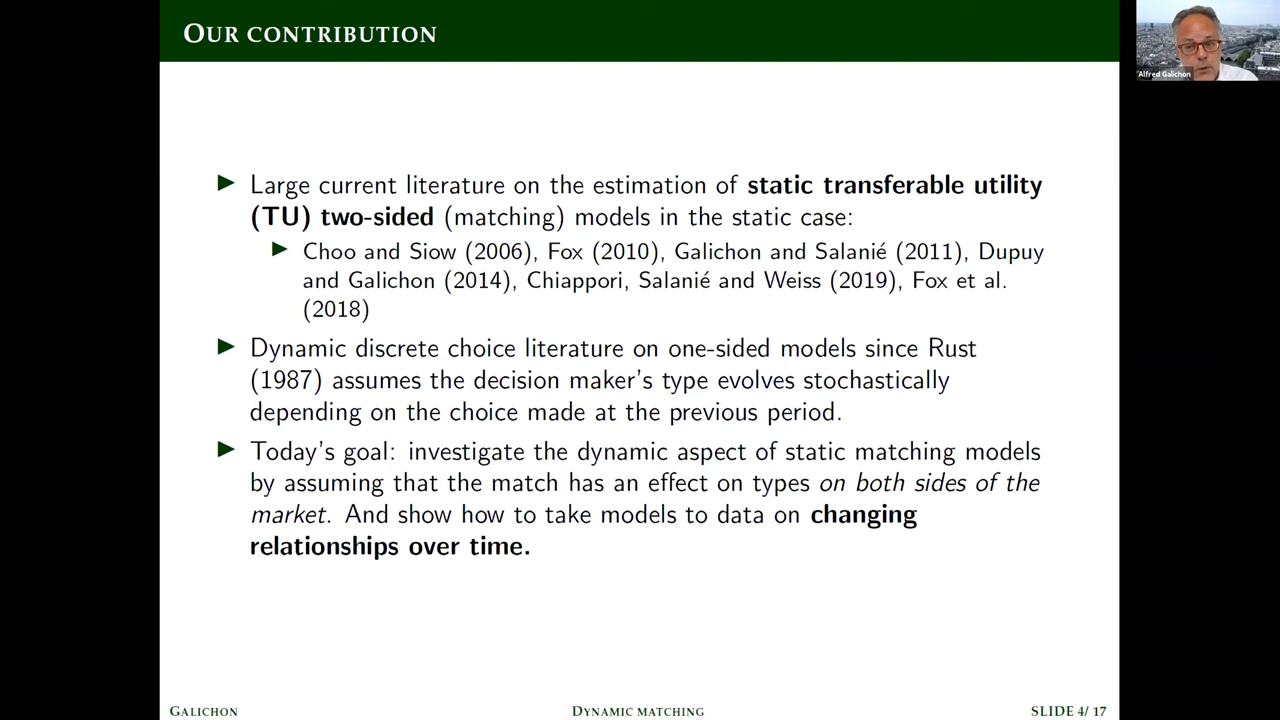 OUR CONTRIBUTION
Alfred Galichon
▶ Large current literature on the estimation of static transferable utility
(TU) two-sided (matching) models in the static case:
▶ Choo and Siow (2006), Fox (2010), Galichon and Salanié (2011), Dupuy
and Galichon (2014), Chiappori, Salanié and Weiss (2019), Fox et al.
(2018)
▶ Dynamic discrete choice literature on one-sided models since Rust
(1987) assumes the decision maker's type evolves stochastically
depending on the choice made at the previous period.
▶ Today's goal: investigate the dynamic aspect of static matching models
by assuming that the match has an effect on types on both sides of the
market. And show how to take models to data on changing
relationships over time.
GALICHON
DYNAMIC MATCHING
SLIDE 4/ 17